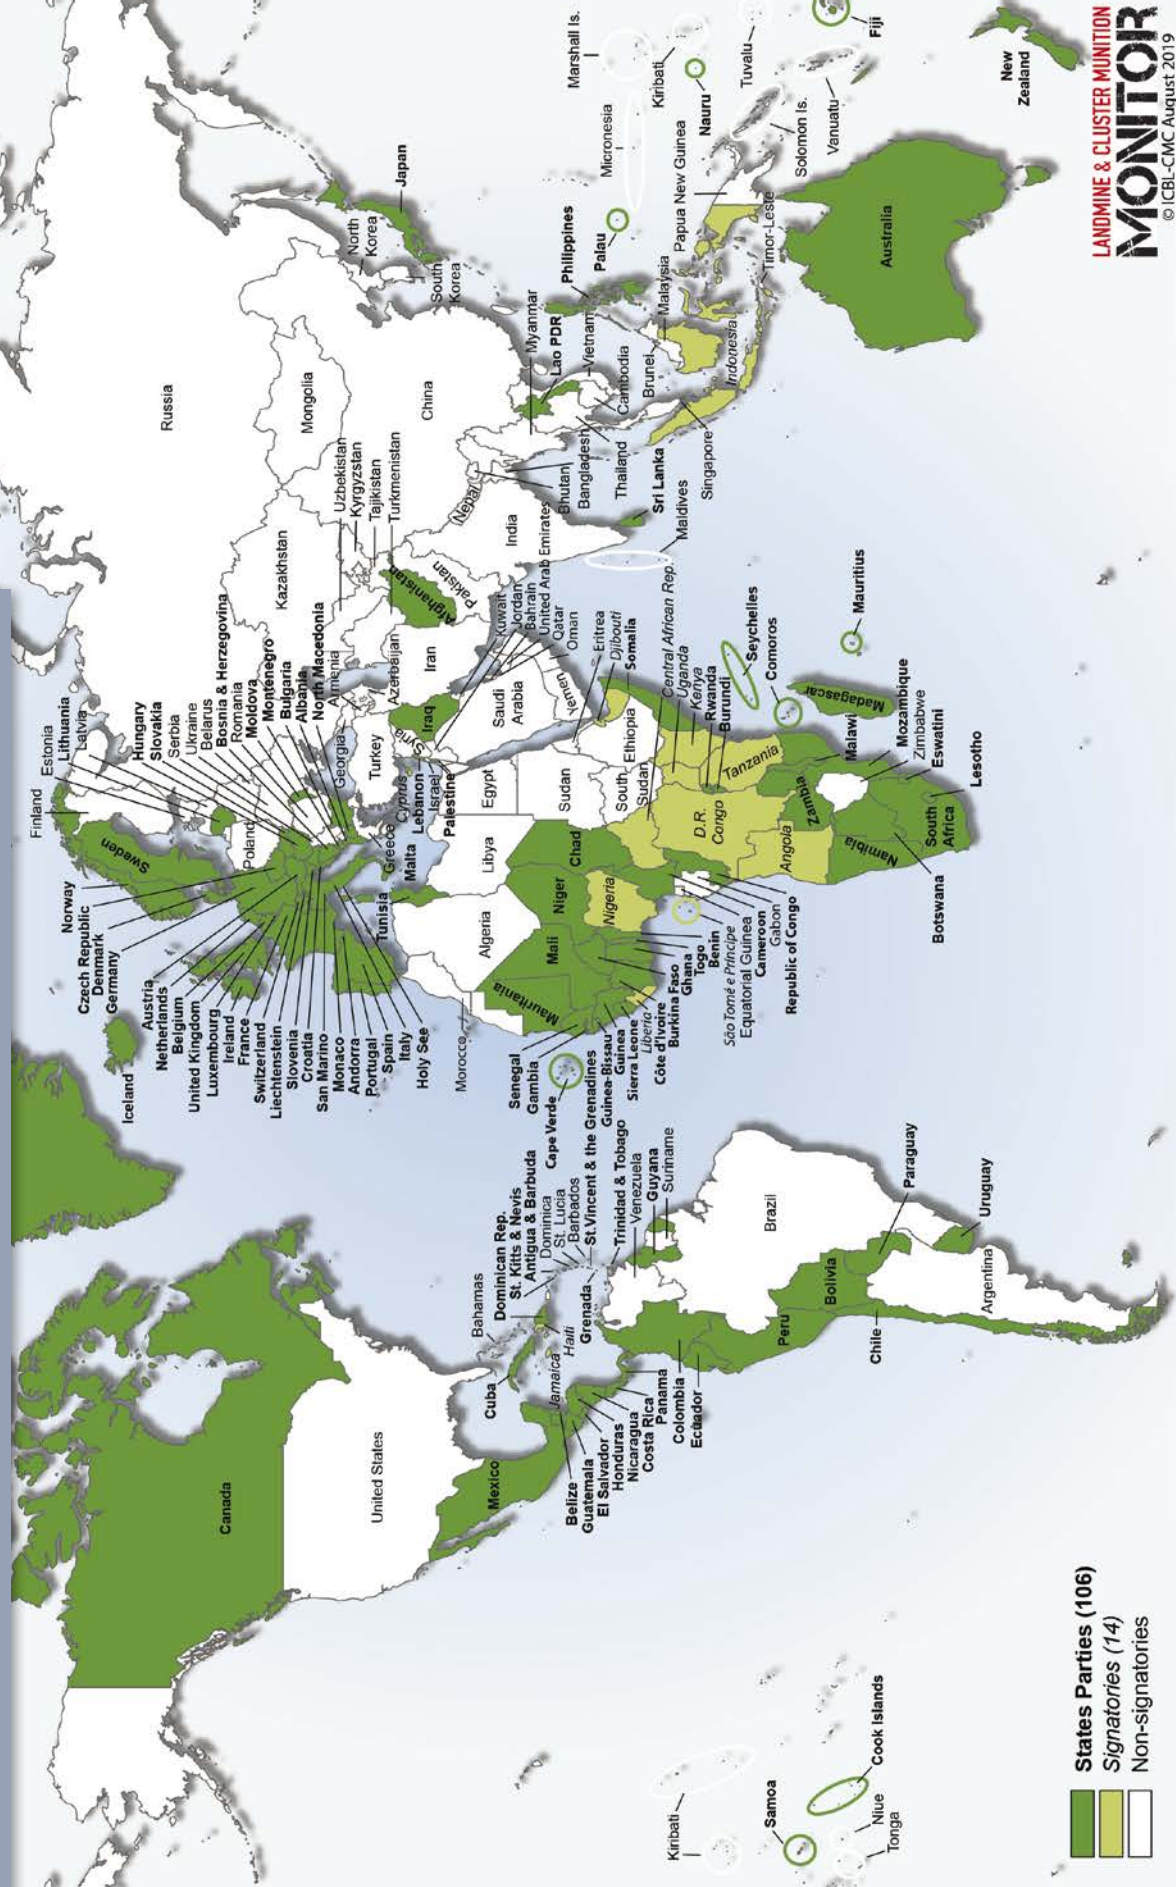 Canada
United States
Mexico
Cuba
Bahamas
Dominican Rep.
St. Kitts & Nevis
Antigua & Barbuda
Dominica
St. Lucia
Barbados
St.Vincent & the Grenadines
Grenada
Trinidad & Tobago
Venezuela
Guyana
Suriname
Haiti
Jamaica
Belize
Guatemala
El Salvador
Honduras
Nicaragua
Costa Rica
Panama
Colombia
Ecuador
Peru
Brazil
Bolivia
Chile
Argentina
Paraguay
Uruguay
Iceland
Norway
Czech Republic
Denmark
Germany
Austria
Netherlands
Belgium
United Kingdom
Luxembourg
Ireland
France
Switzerland
Liechtenstein
Slovenia
Croatia
San Marino
Monaco
Andorra
Portugal
Spain
Italy
Holy See
Sweden
Finland
Estonia
Lithuania
Latvia
Poland
Hungary
Slovakia
Serbia
Ukraine
Belarus
Bosnia & Herzegovina
Romania
Moldova
Montenegro
Bulgaria
Albania
North Macedonia
Armenia
Georgia
Azerbaijan
Turkey
Greece
Malta
Cyprus
Syria
Lebanon
Israel
Palestine
Iraq
Iran
Kuwait
Jordan
Bahrain
United Arab Emirates
Qatar
Oman
Saudi
Arabia
Yemen
Russia
Kazakhstan
Mongolia
China
Uzbekistan
Kyrgyzstan
Tajikistan
Turkmenistan
Afghanistan
Pakistan
Nepal
India
Bhutan
Bangladesh
Sri Lanka
Maldives
Myanmar
Lao PDR
Vietnam
Cambodia
Thailand
Singapore
Brunei
Malaysia
Indonesia
Timor-Leste
Philippines
Palau
North
Korea
South
Korea
Japan
Micronesia
Marshall Is.
Kiribati
Nauru
Tuvalu
Papua New Guinea
Solomon Is.
Vanuatu
Fiji
Australia
New
Zealand
Morocco
Algeria
Tunisia
Libya
Egypt
Mauritania
Mali
Niger
Chad
Sudan
South
Sudan
Ethiopia
Eritrea
Djibouti
Somalia
Central African Rep.
Uganda
Kenya
Rwanda
Burundi
Tanzania
D.R.
Congo
Angola
Zambia
Malawi
Mozambique
Zimbabwe
Eswatini
Lesotho
South
Africa
Namibia
Botswana
Madagascar
Seychelles
Comoros
Mauritius
Nigeria
Senegal
Gambia
Cape Verde
Guinea-Bissau
Guinea
Sierra Leone
Liberia
Côte d'Ivoire
Burkina Faso
Ghana
Togo
Benin
São Tomé e Príncipe
Equatorial Guinea
Cameroon
Gabon
Republic of Congo
Kiribati
Samoa
Cook Islands
Niue
Tonga
States Parties (106)
Signatories (14)
Non-signatories
LANDMINE & CLUSTER MUNITION
MONITOR
© ICBL-CMC August 2019